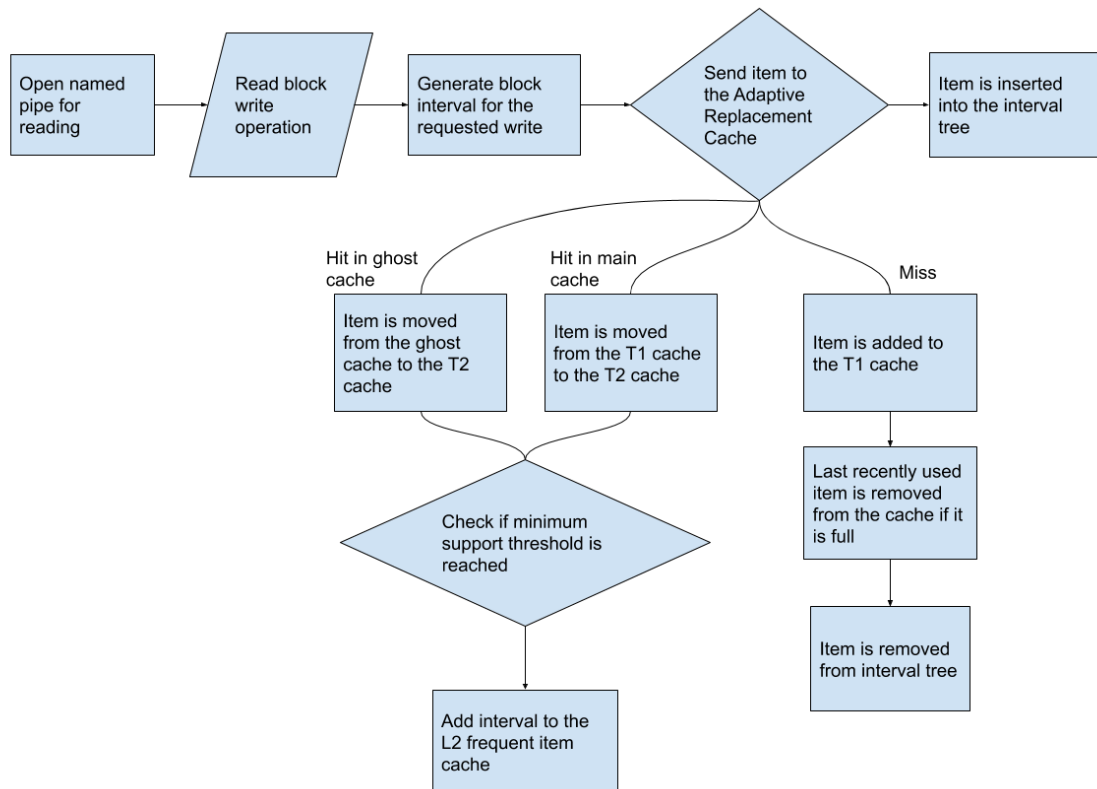 Open named
pipe for
reading
Read block
write
operation
Generate block
interval for the
requested write
Send item to
the Adaptive
Replacement
Cache
Item is inserted
into the interval
tree
Hit in ghost
cache
Hit in main
cache
Miss
Item is moved
from the ghost
cache to the T2
cache
Item is moved
from the T1 cache
to the T2 cache
Item is added to
the T1 cache
Last recently used
item is removed
from the cache if it
is full
Check if minimum
support threshold is
reached
Item is removed
from interval tree
Add interval to the
L2 frequent item
cache